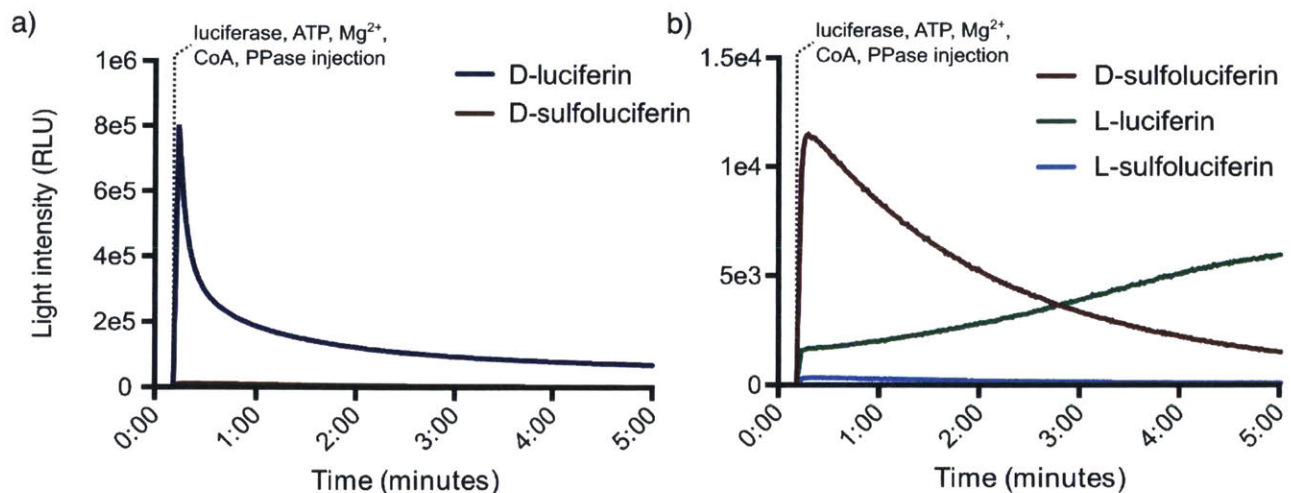 a)
luciferase, ATP, Mg²⁺,
CoA, PPase injection
D-luciferin
D-sulfoluciferin
Light intensity (RLU)
1e6
8e5
6e5
4e5
2e5
0
0:00
1:00
2:00
3:00
4:00
5:00
Time (minutes)
b)
luciferase, ATP, Mg²⁺,
CoA, PPase injection
D-sulfoluciferin
L-luciferin
L-sulfoluciferin
1.5e4
1e4
5e3
0
0:00
1:00
2:00
3:00
4:00
5:00
Time (minutes)